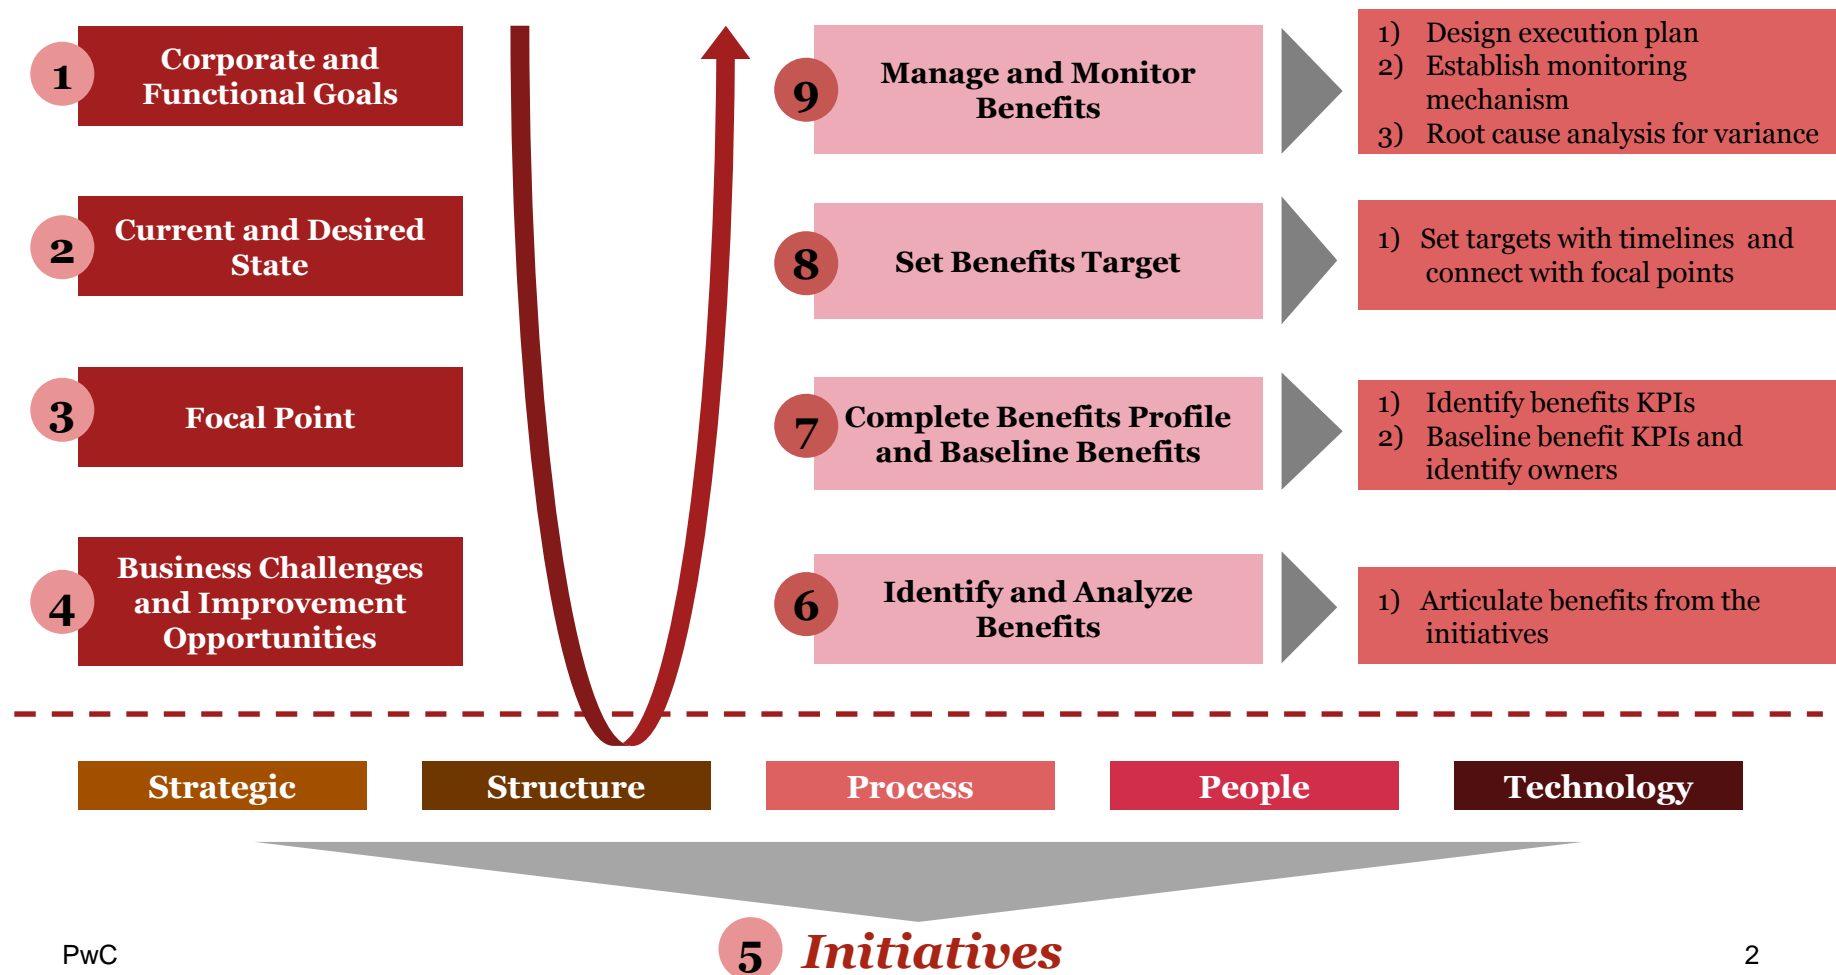 1
Corporate and
Functional Goals
2
Current and Desired
State
3
Focal Point
4
Business Challenges
and Improvement
Opportunities
9
Manage and Monitor
Benefits
1) Design execution plan
2) Establish monitoring
mechanism
3) Root cause analysis for variance
8
Set Benefits Target
1) Set targets with timelines and
connect with focal points
7
Complete Benefits Profile
and Baseline Benefits
1) Identify benefits KPIs
2) Baseline benefit KPIs and
identify owners
6
Identify and Analyze
Benefits
1) Articulate benefits from the
initiatives
Strategic
Structure
Process
People
Technology
5 Initiatives
PwC
2